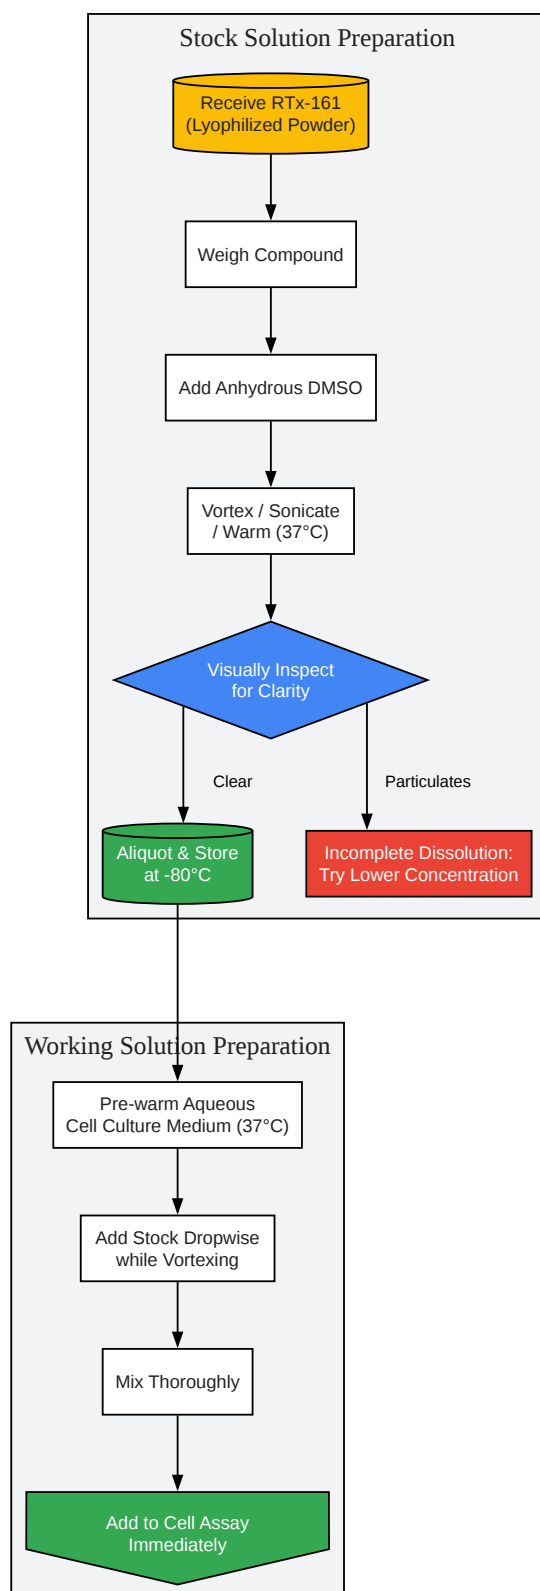 Stock Solution Preparation
Receive RTx-161
(Lyophilized Powder)
Weigh Compound
Add Anhydrous DMSO
Vortex / Sonicate
/ Warm (37°C)
Visually Inspect
for Clarity
Clear
Particulates
Aliquot & Store
at -80°C
Incomplete Dissolution:
Try Lower Concentration
Working Solution Preparation
Pre-warm Aqueous
Cell Culture Medium (37°C)
Add Stock Dropwise
while Vortexing
Mix Thoroughly
Add to Cell Assay
Immediately